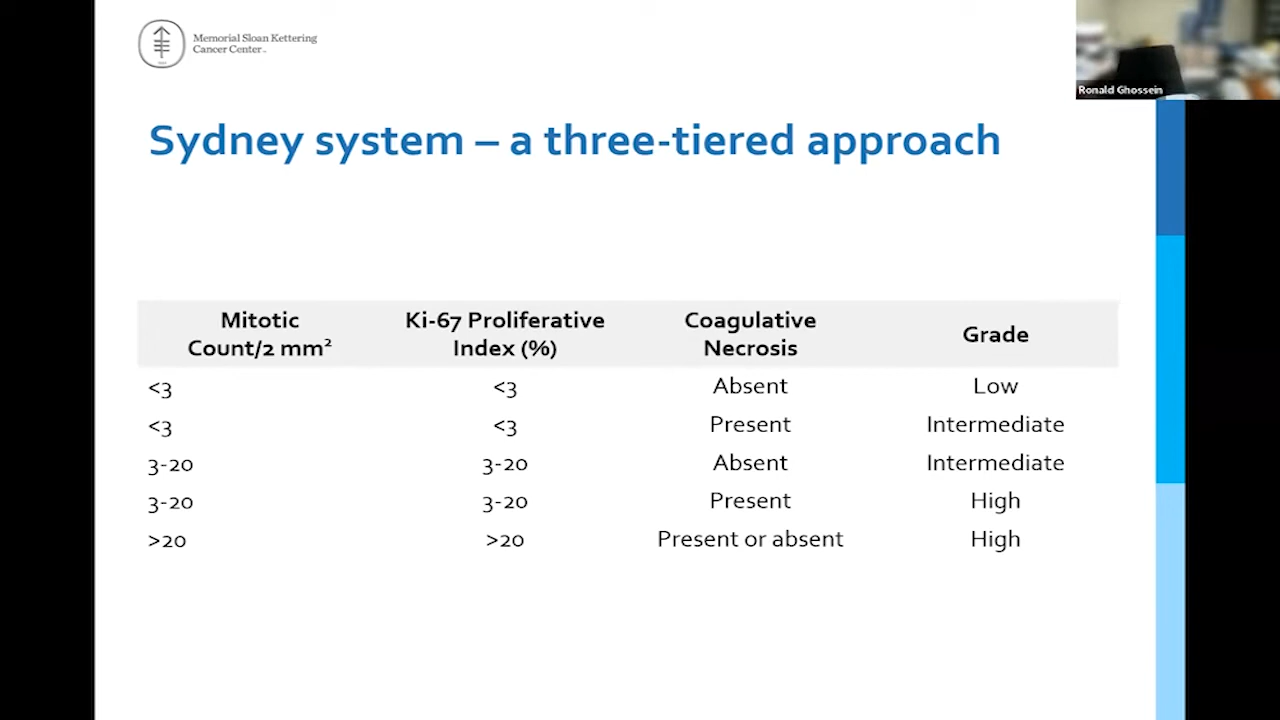 Memorial Sloan Kettering
Cancer Center
Ronald Ghossein
Sydney system – a three-tiered approach
Mitotic Count/2 mm² Ki-67 Proliferative Index (%) Coagulative Necrosis Grade
<3 <3 Absent Low
<3 <3 Present Intermediate
3-20 3-20 Absent Intermediate
3-20 3-20 Present High
>20 >20 Present or absent High